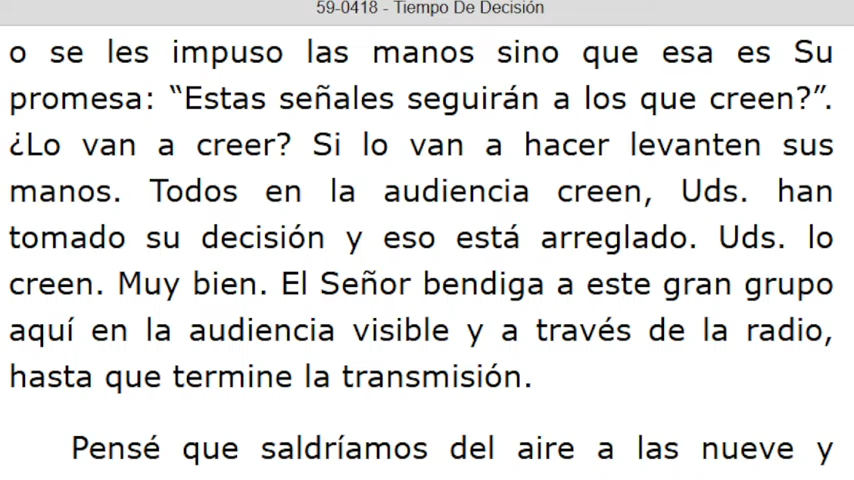 59-0418 - Tiempo De Decisión
o se les impuso las manos sino que esa es Su
promesa: “Estas señales seguirán a los que creen?”.
¿Lo van a creer? Si lo van a hacer levanten sus
manos. Todos en la audiencia creen, Uds. han
tomado su decisión y eso está arreglado. Uds. lo
creen. Muy bien. El Señor bendiga a este gran grupo
aquí en la audiencia visible y a través de la radio,
hasta que termine la transmisión.
Pensé que saldríamos del aire a las nueve y